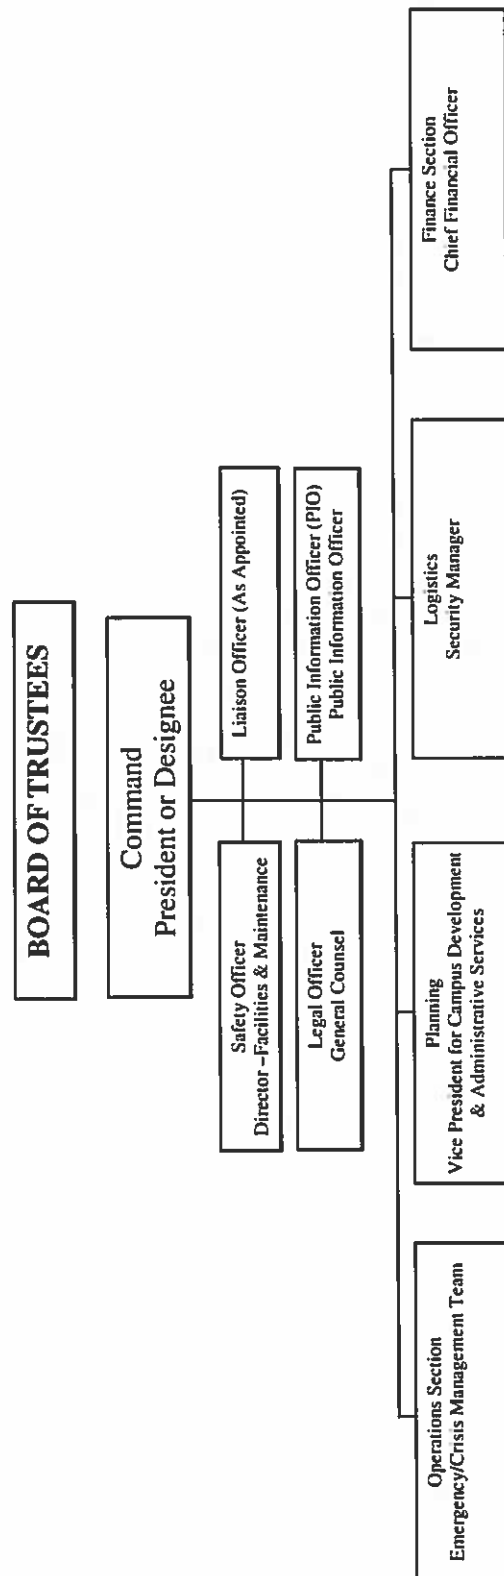 BOARD OF TRUSTEES
Command
President or Designee
Safety Officer
Director –Facilities & Maintenance
Liaison Officer (As Appointed)
Legal Officer
General Counsel
Public Information Officer (PIO)
Public Information Officer
Operations Section
Emergency/Crisis Management Team
Planning
Vice President for Campus Development
& Administrative Services
Logistics
Security Manager
Finance Section
Chief Financial Officer